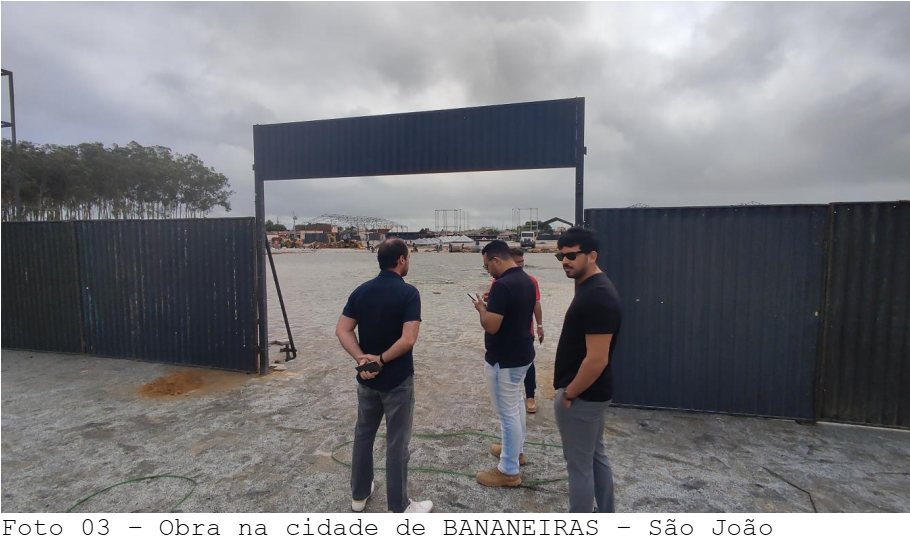 Foto 03 – Obra na cidade de BANANEIRAS – São João